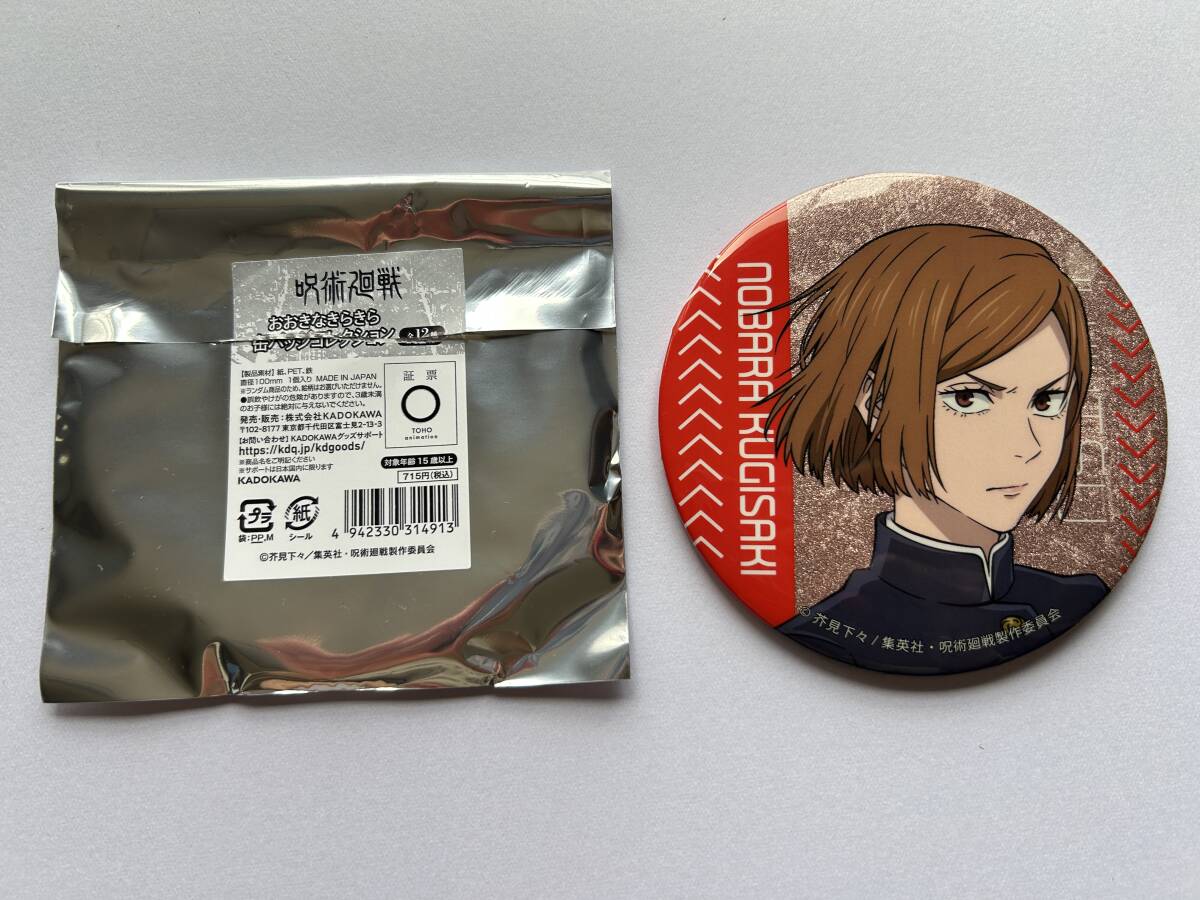 呪術廻戦
おおきなきらきら
缶バッジコレクション 全12種
【製品素材】紙、PET、鉄
直径100mm 1個入り MADE IN JAPAN
※ランダム商品のため、絵柄はお選びいただけません。
●誤飲やけがの危険がありますので、3歳未満
のお子様には絶対に与えないでください。
発売・販売:株式会社KADOKAWA
〒102-8177 東京都千代田区富士見2-13-3
【お問い合わせ】KADOKAWAグッズサポート
https://kdq.jp/kdgoods/
※商品名をご明記ください
※サポートは日本国内に限ります
KADOKAWA
証票
TOHO
animation
対象年齢15歳以上
715円(税込)
プラ
袋:PP,M
紙
シール
4 942330 314913
©芥見下々/集英社・呪術廻戦製作委員会
NOBARA KUGISAKI
© 芥見下々/集英社・呪術廻戦製作委員会